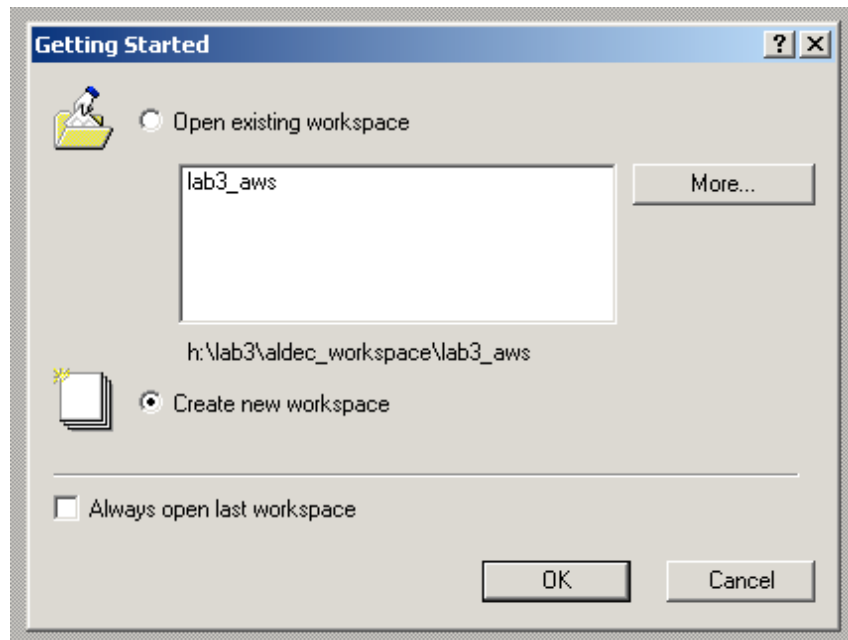 Getting Started
Open existing workspace
lab3_aws
More...
h:\lab3\aldec_workspace\lab3_aws
Create new workspace
Always open last workspace
OK
Cancel